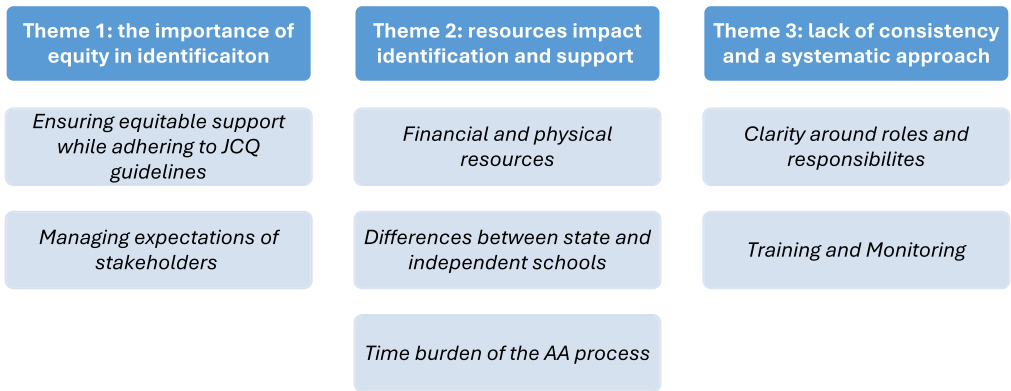 Theme 1: the importance of
equity in identificaiton
Ensuring equitable support
while adhering to JCQ
guidelines
Managing expectations of
stakeholders
Theme 2: resources impact
identification and support
Financial and physical
resources
Differences between state and
independent schools
Time burden of the AA process
Theme 3: lack of consistency
and a systematic approach
Clarity around roles and
responsibilites
Training and Monitoring